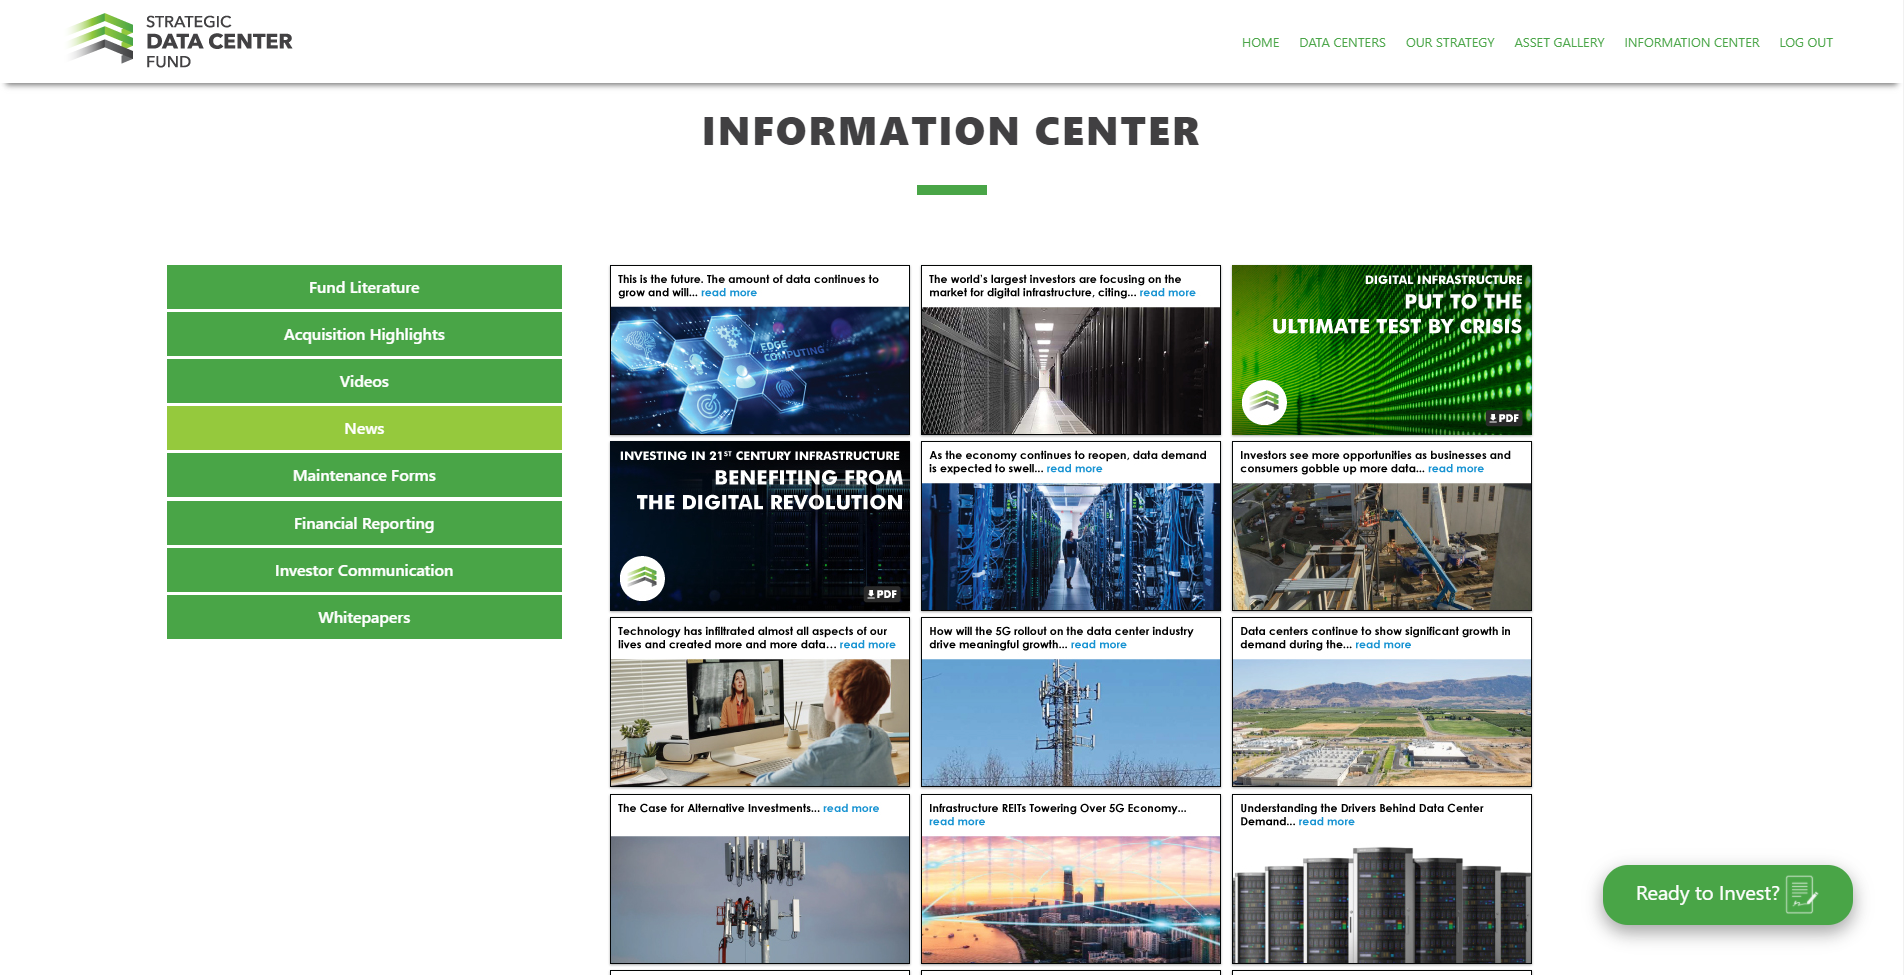 STRATEGIC
DATA CENTER
FUND
HOME
DATA CENTERS
OUR STRATEGY
ASSET GALLERY
INFORMATION CENTER
LOG OUT
INFORMATION CENTER
Fund Literature
Acquisition Highlights
Videos
News
Maintenance Forms
Financial Reporting
Investor Communication
Whitepapers
This is the future. The amount of data continues to
grow and will... read more
EDGE
COMPUTING
The world's largest investors are focusing on the
market for digital infrastructure, citing... read more
DIGITAL INFRASTRUCTURE
PUT TO THE
ULTIMATE TEST BY CRISIS
PDF
INVESTING IN 21ST CENTURY INFRASTRUCTURE
BENEFITING FROM
THE DIGITAL REVOLUTION
PDF
As the economy continues to reopen, data demand
is expected to swell... read more
Investors see more opportunities as businesses and
consumers gobble up more data... read more
Technology has infiltrated almost all aspects of our
lives and created more and more data... read more
How will the 5G rollout on the data center industry
drive meaningful growth... read more
Data centers continue to show significant growth in
demand during the... read more
The Case for Alternative Investments... read more
Infrastructure REITs Towering Over 5G Economy...
read more
Understanding the Drivers Behind Data Center
Demand... read more
Ready to Invest?